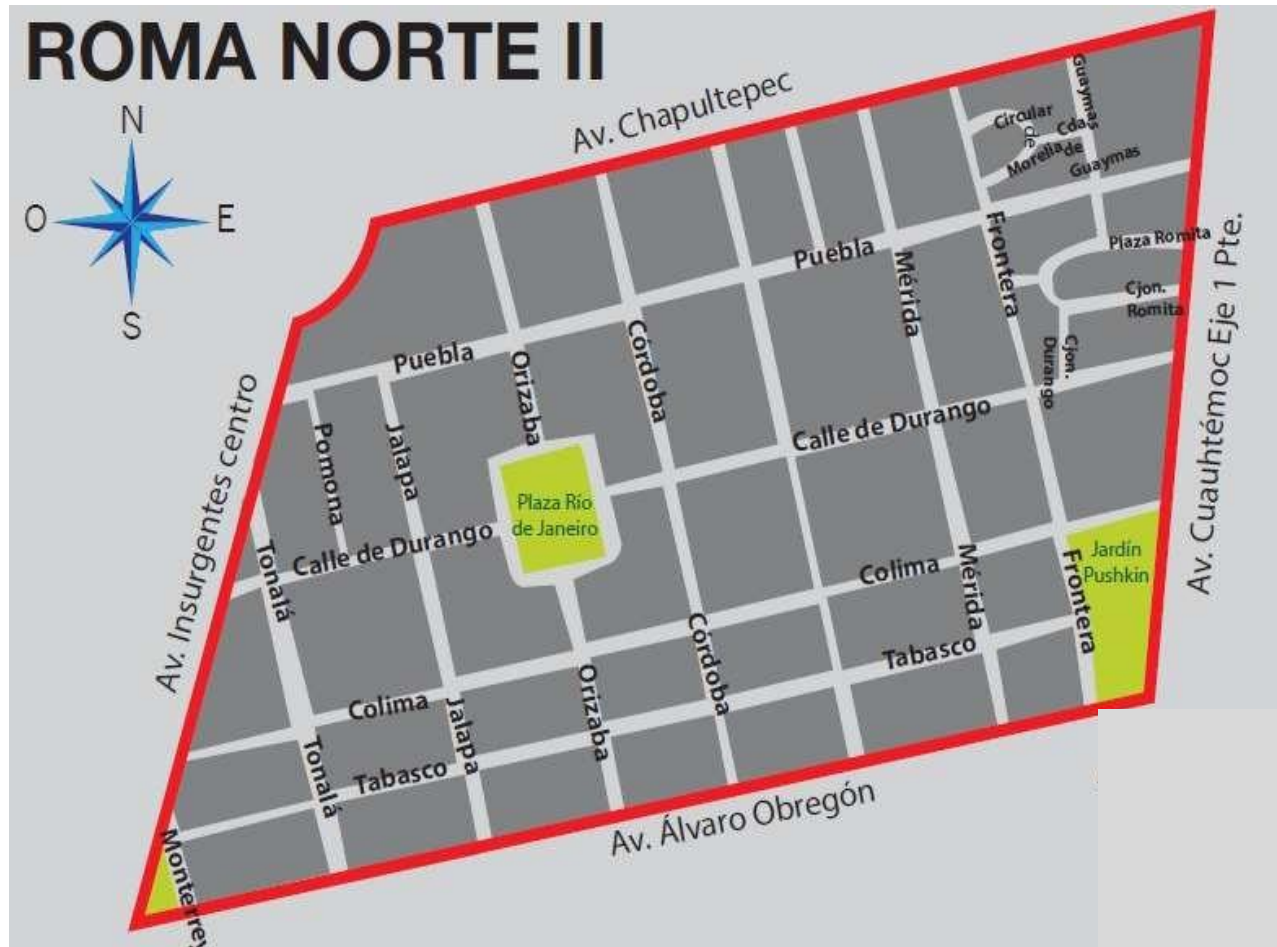 ROMA NORTE II
N
O
E
S
Av. Chapultepec
Guaymas
Circular
de
Morelia
Cda.
de
Guaymas
Plaza Romita
Cjon.
Romita
Cjon.
Durango
Puebla
Mérida
Frontera
Av. Cuauhtémoc Eje 1 Pte.
Puebla
Orizaba
Córdoba
Calle de Durango
Av. Insurgentes centro
Pomona
Jalapa
Plaza Río
de Janeiro
Calle de Durango
Tonalá
Colima
Mérida
Frontera
Jardín
Pushkin
Córdoba
Tabasco
Orizaba
Colima
Jalapa
Tonalá
Tabasco
Monterrey
Av. Álvaro Obregón